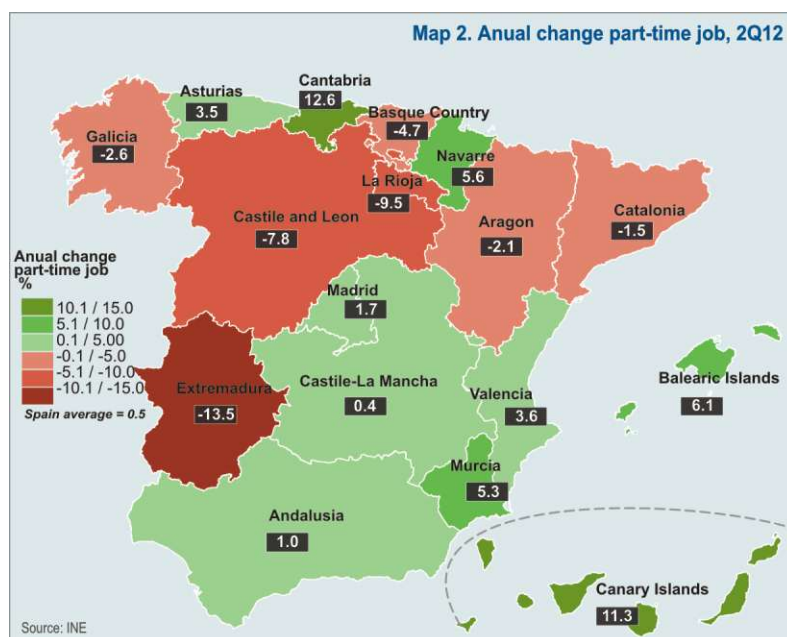 Map 2. Anual change part-time job, 2Q12
Cantabria
12.6
Asturias
3.5
Basque Country
-4.7
Galicia
-2.6
Navarre
5.6
La Rioja
-9.5
Castile and Leon
-7.8
Aragon
-2.1
Catalonia
-1.5
Anual change
part-time job
%
10.1 / 15.0
5.1 / 10.0
0.1 / 5.00
-0.1 / -5.0
-5.1 / -10.0
-10.1 / -15.0
Spain average = 0.5
Madrid
1.7
Extremadura
-13.5
Castile-La Mancha
0.4
Valencia
3.6
Balearic Islands
6.1
Murcia
5.3
Andalusia
1.0
Canary Islands
11.3
Source: INE